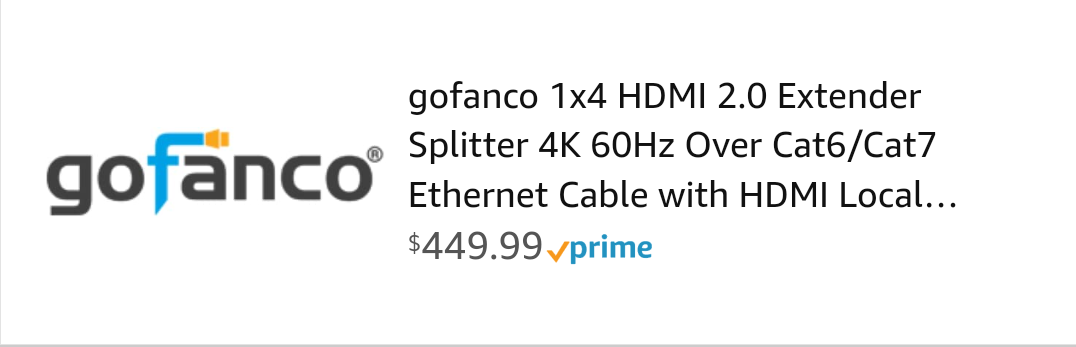 gofanco®
gofanco 1x4 HDMI 2.0 Extender
Splitter 4K 60Hz Over Cat6/Cat7
Ethernet Cable with HDMI Local...
$449.99 prime